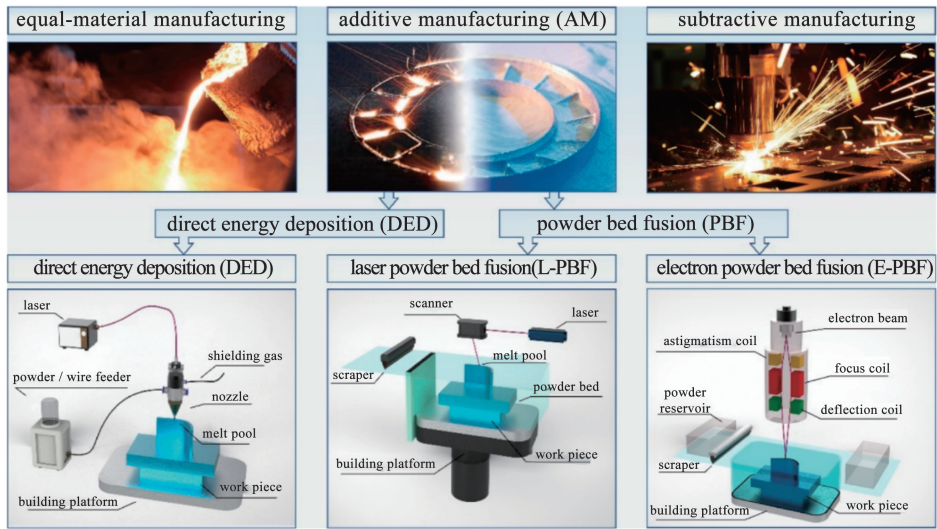 equal-material manufacturing
additive manufacturing (AM)
subtractive manufacturing
direct energy deposition (DED)
powder bed fusion (PBF)
direct energy deposition (DED)
laser powder bed fusion(L-PBF)
electron powder bed fusion (E-PBF)
laser
shielding gas
powder / wire feeder
nozzle
melt pool
work piece
building platform
scanner
laser
melt pool
scraper
powder bed
work piece
building platform
electron beam
astigmatism coil
focus coil
powder
reservoir
deflection coil
scraper
work piece
building platform